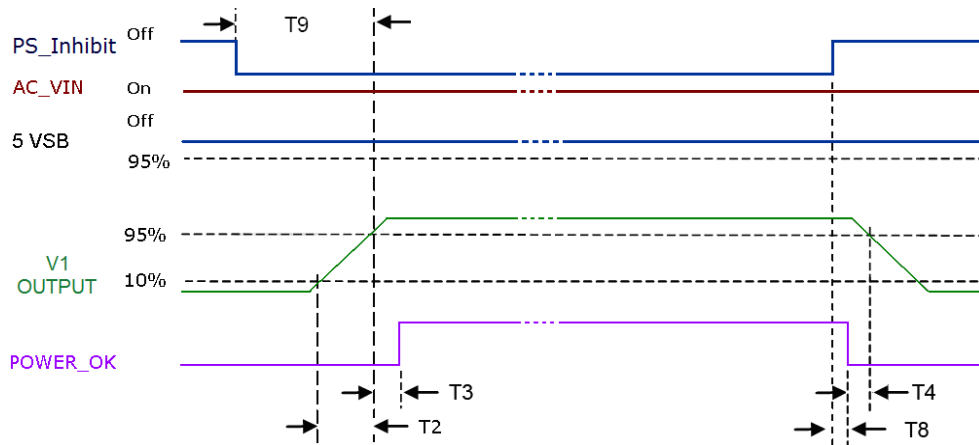 T9
Off
PS_Inhibit
AC_VIN On
Off
5 VSB
95%
95%
V1
OUTPUT
10%
POWER_OK
T3
T4
T2
T8